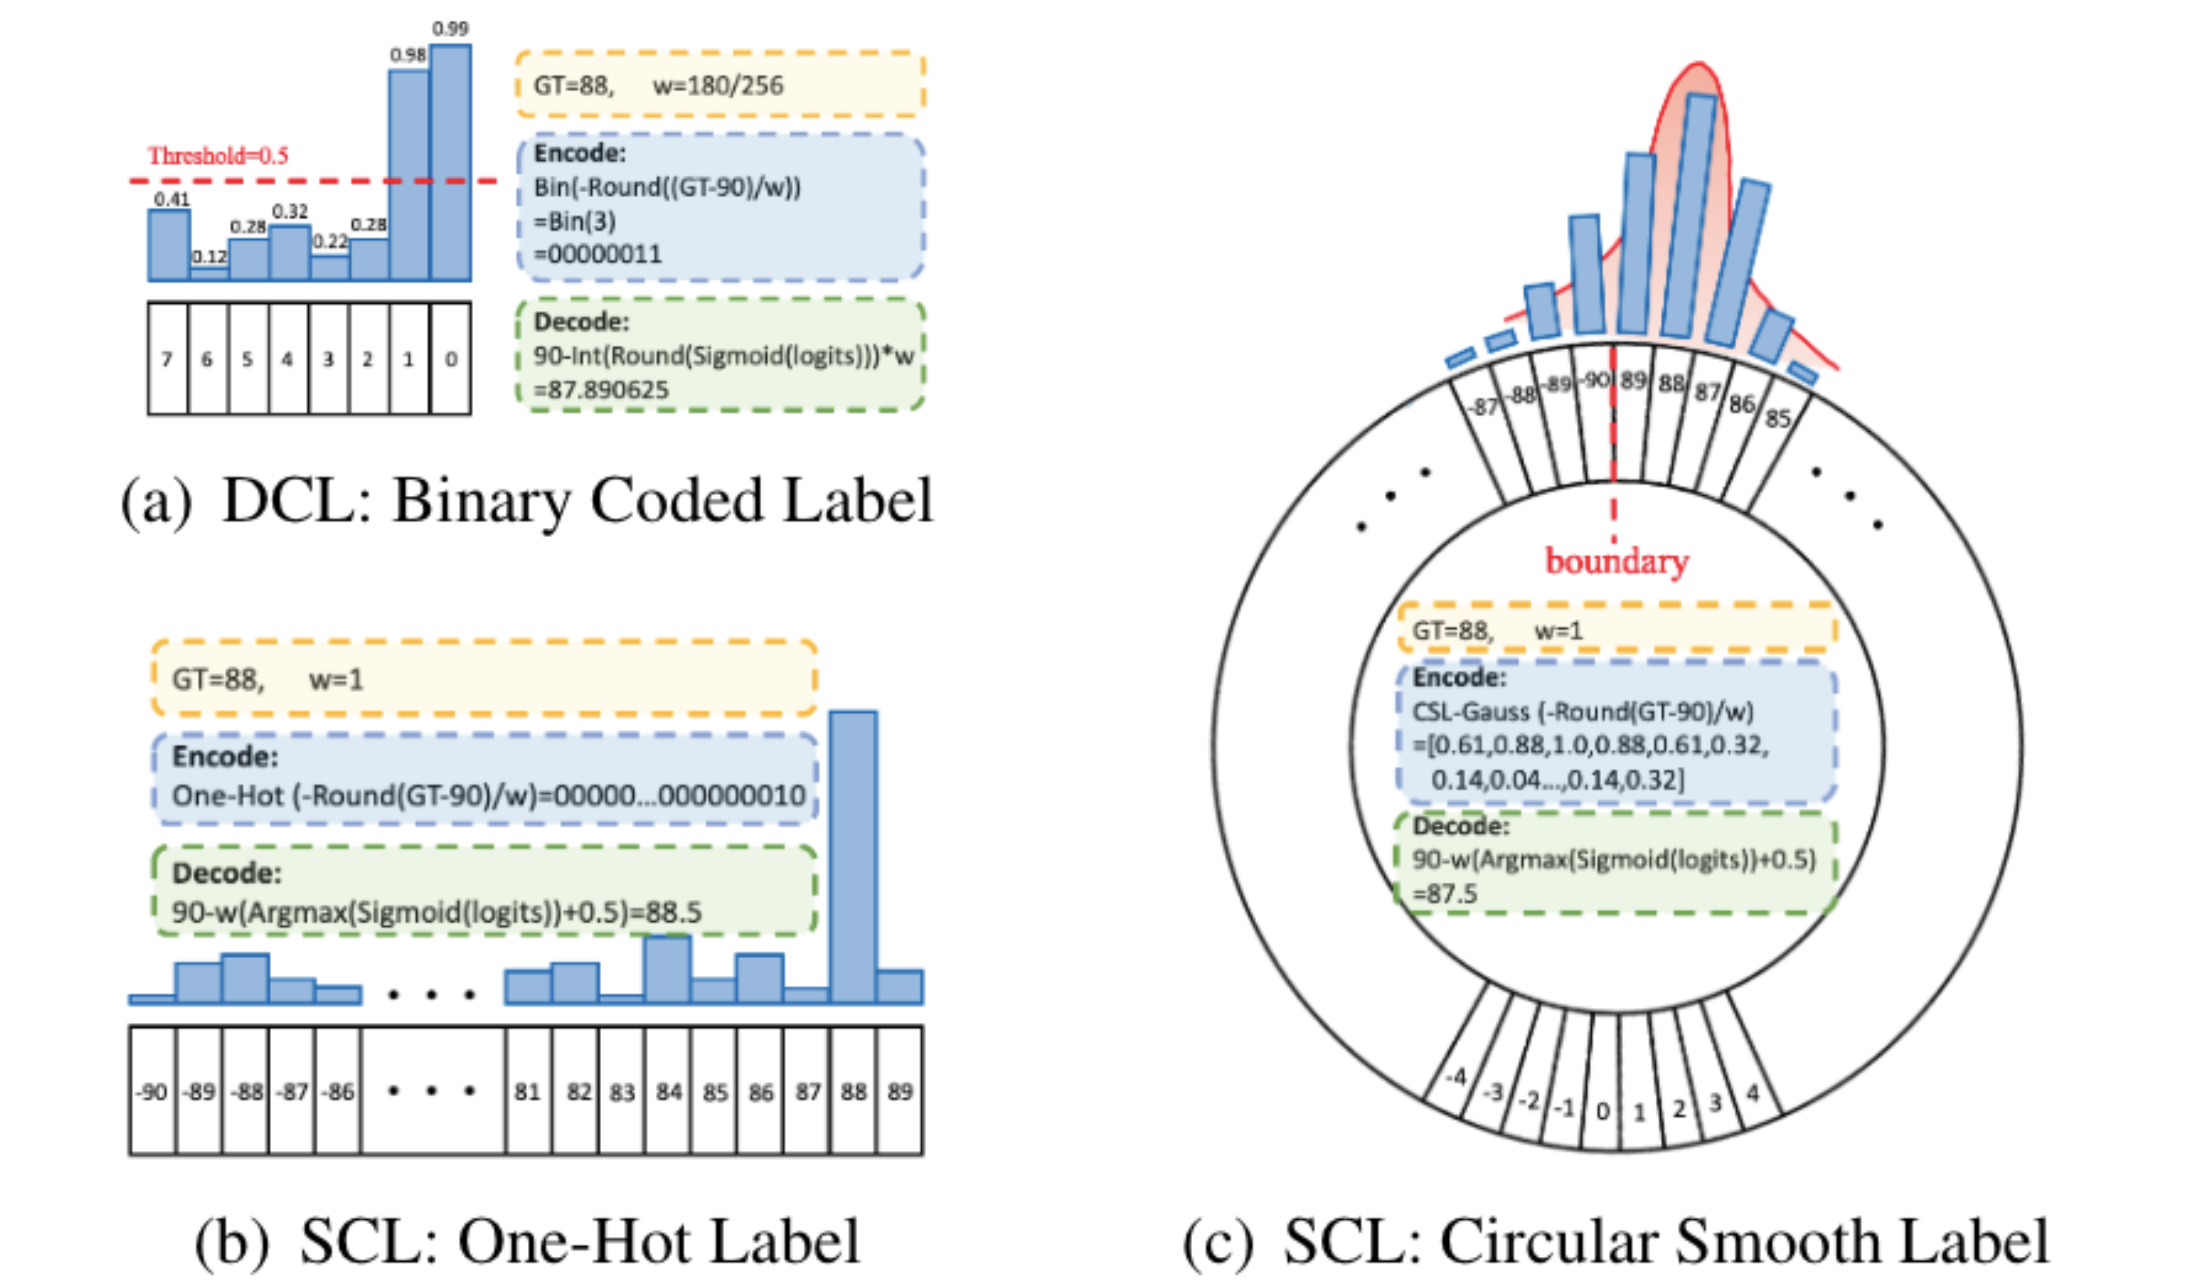 0.99
0.98
Threshold=0.5
0.41
0.12
0.28
0.32
0.22
0.28
7 6 5 4 3 2 1 0
GT=88, w=180/256
Encode:
Bin(-Round((GT-90)/w))
=Bin(3)
=00000011
Decode:
90-Int(Round(Sigmoid(logits)))*w
=87.890625
(a) DCL: Binary Coded Label
GT=88, w=1
Encode:
One-Hot (-Round(GT-90)/w)=00000...000000010
Decode:
90-w(Argmax(Sigmoid(logits))+0.5)=88.5
-90 -89 -88 -87 -86 • • • 81 82 83 84 85 86 87 88 89
(b) SCL: One-Hot Label
-87 -88 -89 -90 89 88 87 86 85
boundary
GT=88, w=1
Encode:
CSL-Gauss (-Round(GT-90)/w)
=[0.61,0.88,1.0,0.88,0.61,0.32,
0.14,0.04...,0.14,0.32]
Decode:
90-w(Argmax(Sigmoid(logits))+0.5)
=87.5
-4 -3 -2 -1 0 1 2 3 4
(c) SCL: Circular Smooth Label